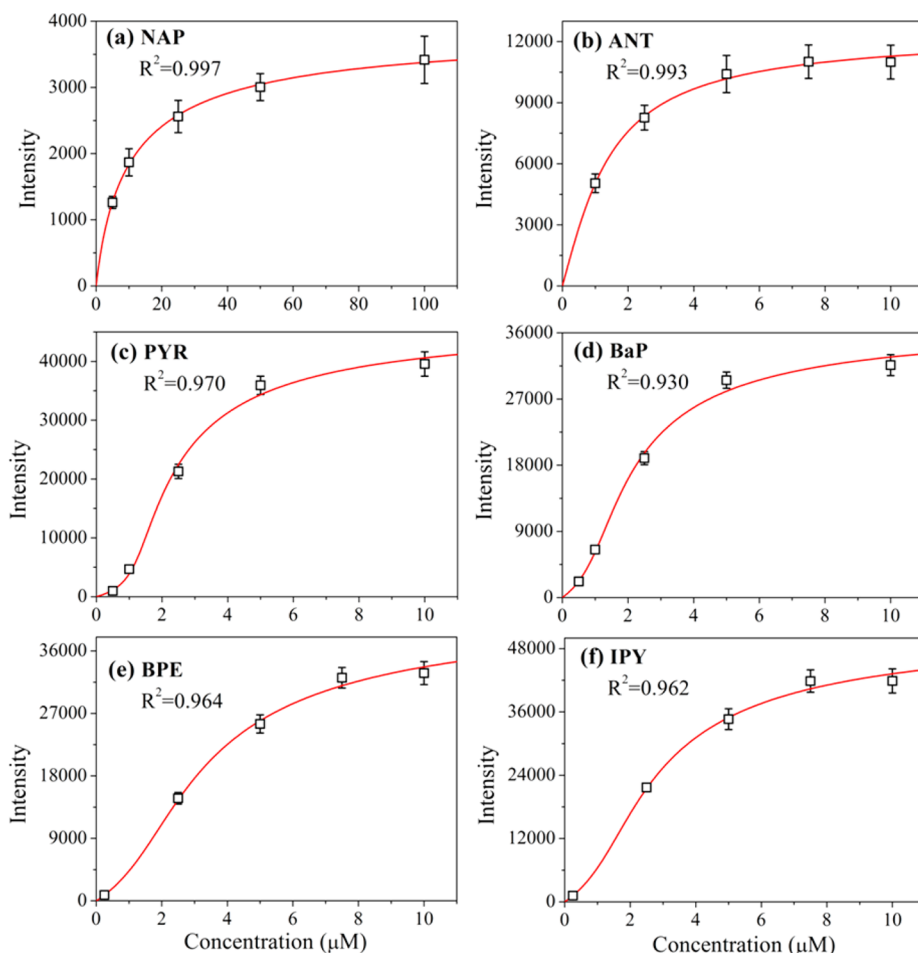 (a) NAP
R²=0.997
4000
3000
2000
1000
0
Intensity
0 20 40 60 80 100
(b) ANT
R²=0.993
12000
9000
6000
3000
0
Intensity
0 2 4 6 8 10
(c) PYR
R²=0.970
40000
30000
20000
10000
0
Intensity
0 2 4 6 8 10
(d) BaP
R²=0.930
36000
27000
18000
9000
0
Intensity
0 2 4 6 8 10
(e) BPE
R²=0.964
36000
27000
18000
9000
0
Intensity
0 2 4 6 8 10
Concentration (μM)
(f) IPY
R²=0.962
48000
36000
24000
12000
0
Intensity
0 2 4 6 8 10
Concentration (μM)